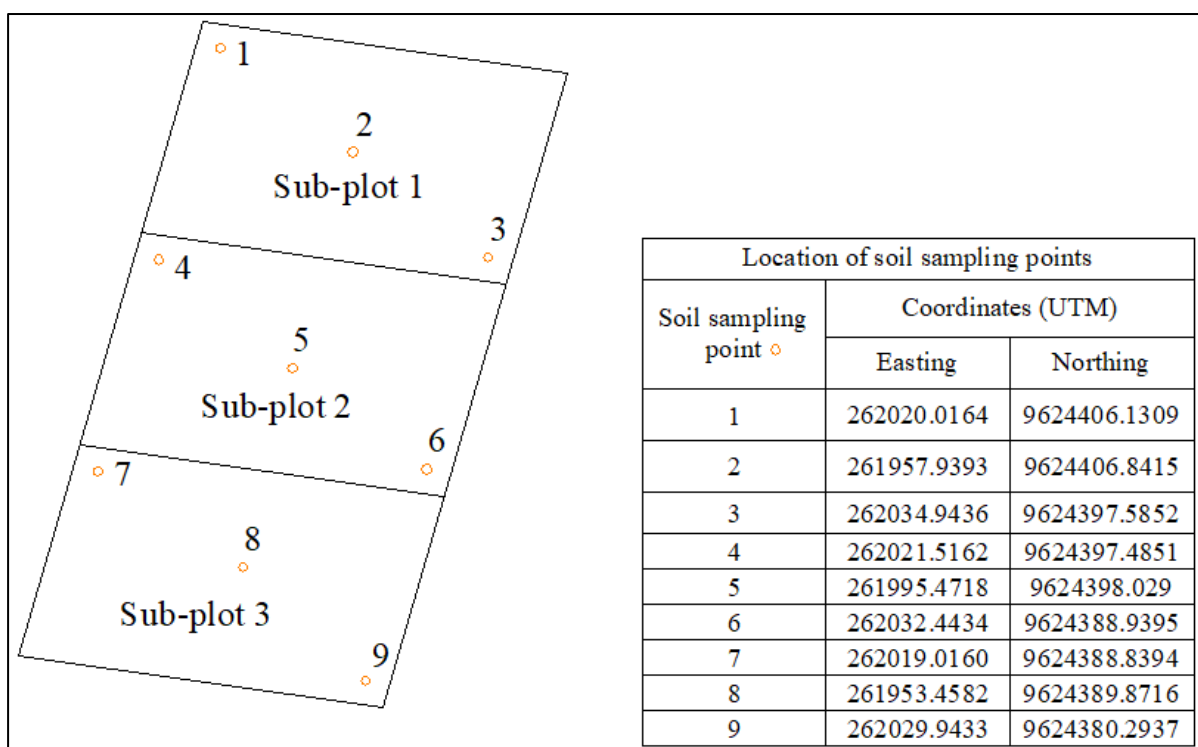 1
2
Sub-plot 1
3
4
5
Sub-plot 2
6
7
8
Sub-plot 3
9
Location of soil sampling points
Soil sampling point
Coordinates (UTM)
Easting Northing
1 262020.0164 9624406.1309
2 261957.9393 9624406.8415
3 262034.9436 9624397.5852
4 262021.5162 9624397.4851
5 261995.4718 9624398.029
6 262032.4434 9624388.9395
7 262019.0160 9624388.8394
8 261953.4582 9624389.8716
9 262029.9433 9624380.2937